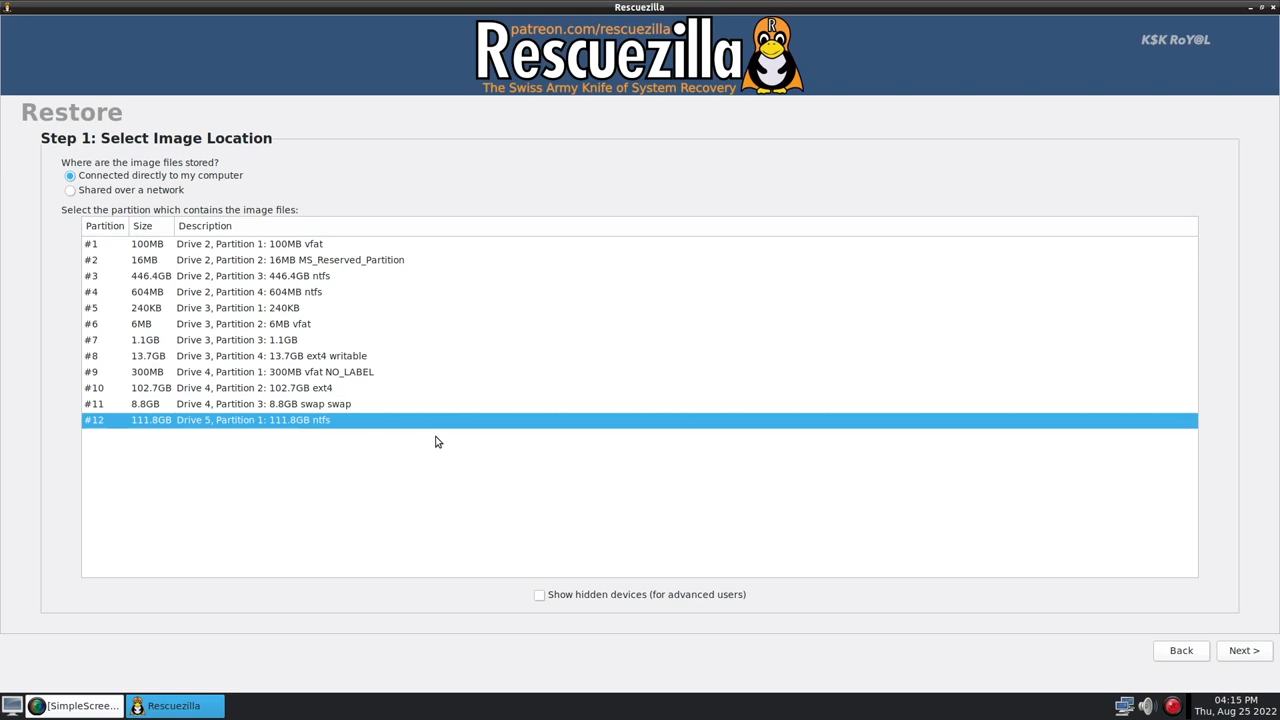 Rescuezilla
patreon.com/rescuezilla
R
Rescuezilla
The Swiss Army Knife of System Recovery
K$K RoY@L
Restore
Step 1: Select Image Location
Where are the image files stored?
Connected directly to my computer
Shared over a network
Select the partition which contains the image files:
Partition Size Description
#1 100MB Drive 2, Partition 1: 100MB vfat
#2 16MB Drive 2, Partition 2: 16MB MS_Reserved_Partition
#3 446.4GB Drive 2, Partition 3: 446.4GB ntfs
#4 604MB Drive 2, Partition 4: 604MB ntfs
#5 240KB Drive 3, Partition 1: 240KB
#6 6MB Drive 3, Partition 2: 6MB vfat
#7 1.1GB Drive 3, Partition 3: 1.1GB
#8 13.7GB Drive 3, Partition 4: 13.7GB ext4 writable
#9 300MB Drive 4, Partition 1: 300MB vfat NO_LABEL
#10 102.7GB Drive 4, Partition 2: 102.7GB ext4
#11 8.8GB Drive 4, Partition 3: 8.8GB swap swap
#12 111.8GB Drive 5, Partition 1: 111.8GB ntfs
Show hidden devices (for advanced users)
Back Next >
[SimpleScree... Rescuezilla 04:15 PM
Thu, Aug 25 2022